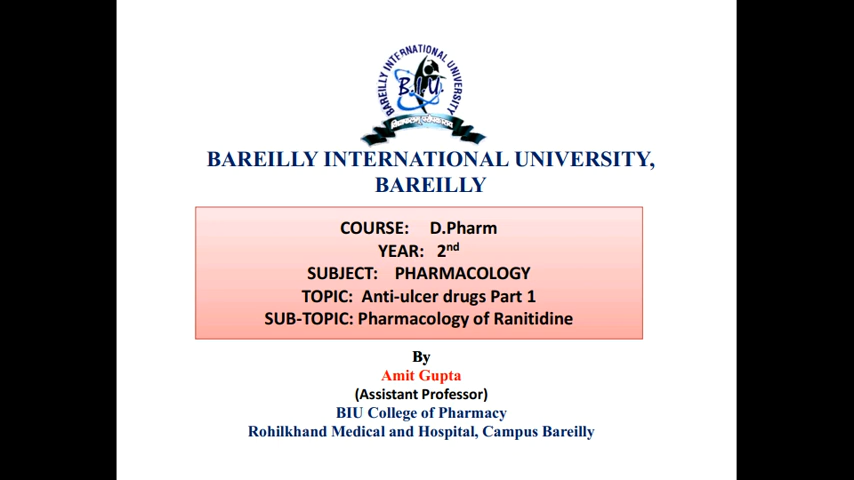 BAREILLY INTERNATIONAL UNIVERSITY
B.I.U.
BAREILLY INTERNATIONAL UNIVERSITY,
BAREILLY
COURSE: D.Pharm
YEAR: 2nd
SUBJECT: PHARMACOLOGY
TOPIC: Anti-ulcer drugs Part 1
SUB-TOPIC: Pharmacology of Ranitidine
By
Amit Gupta
(Assistant Professor)
BIU College of Pharmacy
Rohilkhand Medical and Hospital, Campus Bareilly